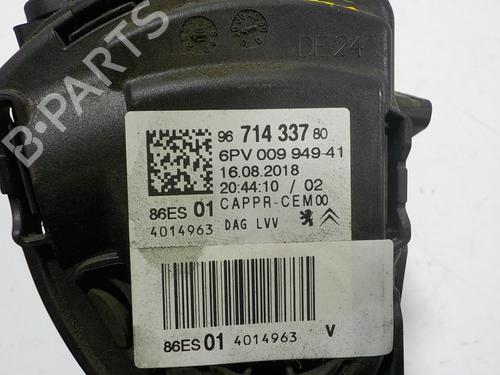 DE24
96 714 337 80
6PV 009 949-41
16.08.2018
20:44:10 / 02
86ES 01 CAPPR-CEM00
4014963 DAG LVV
86ES 01 4014963 V